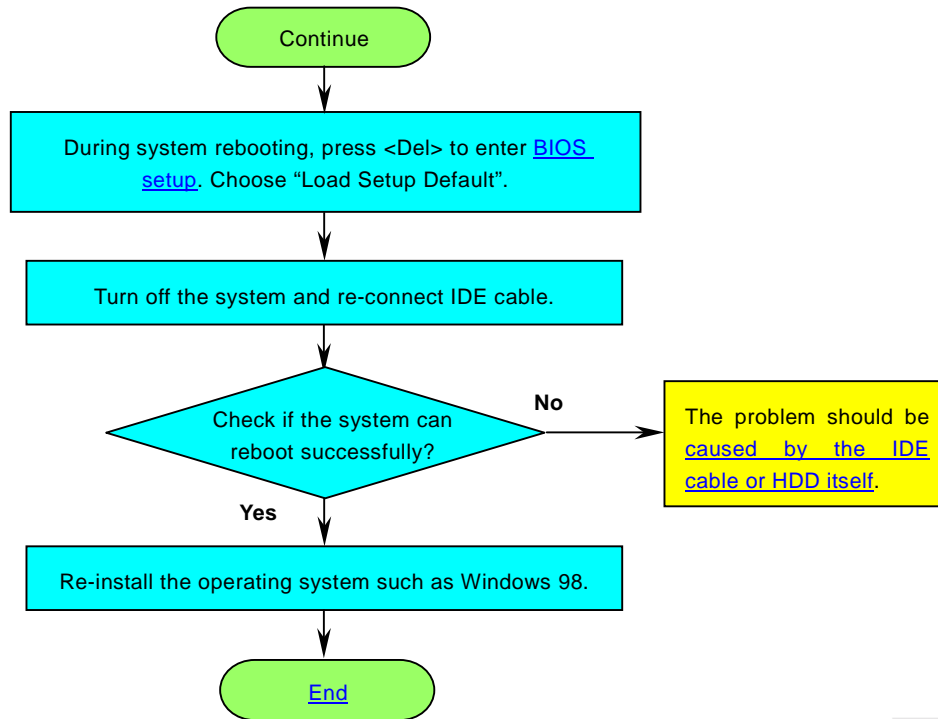 Continue
During system rebooting, press <Del> to enter BIOS
setup. Choose “Load Setup Default”.
Turn off the system and re-connect IDE cable.
Check if the system can
reboot successfully?
No
The problem should be
caused by the IDE
cable or HDD itself.
Yes
Re-install the operating system such as Windows 98.
End